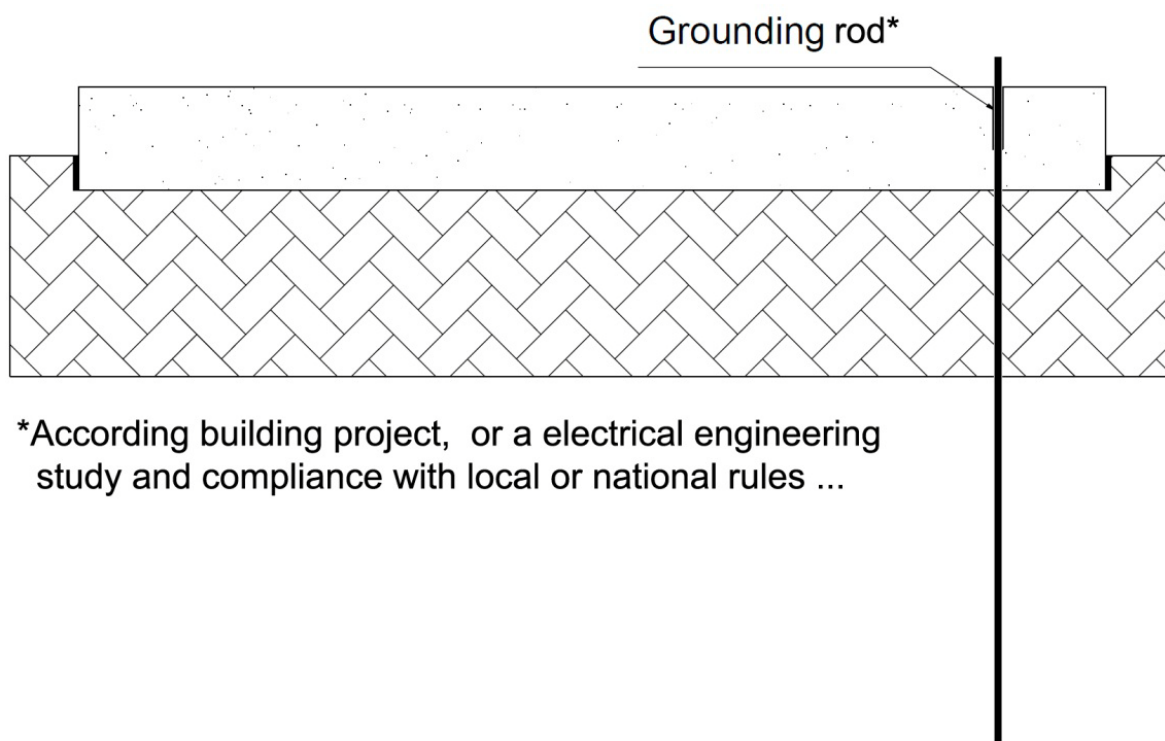 Grounding rod*
*According building project, or a electrical engineering
study and compliance with local or national rules ...